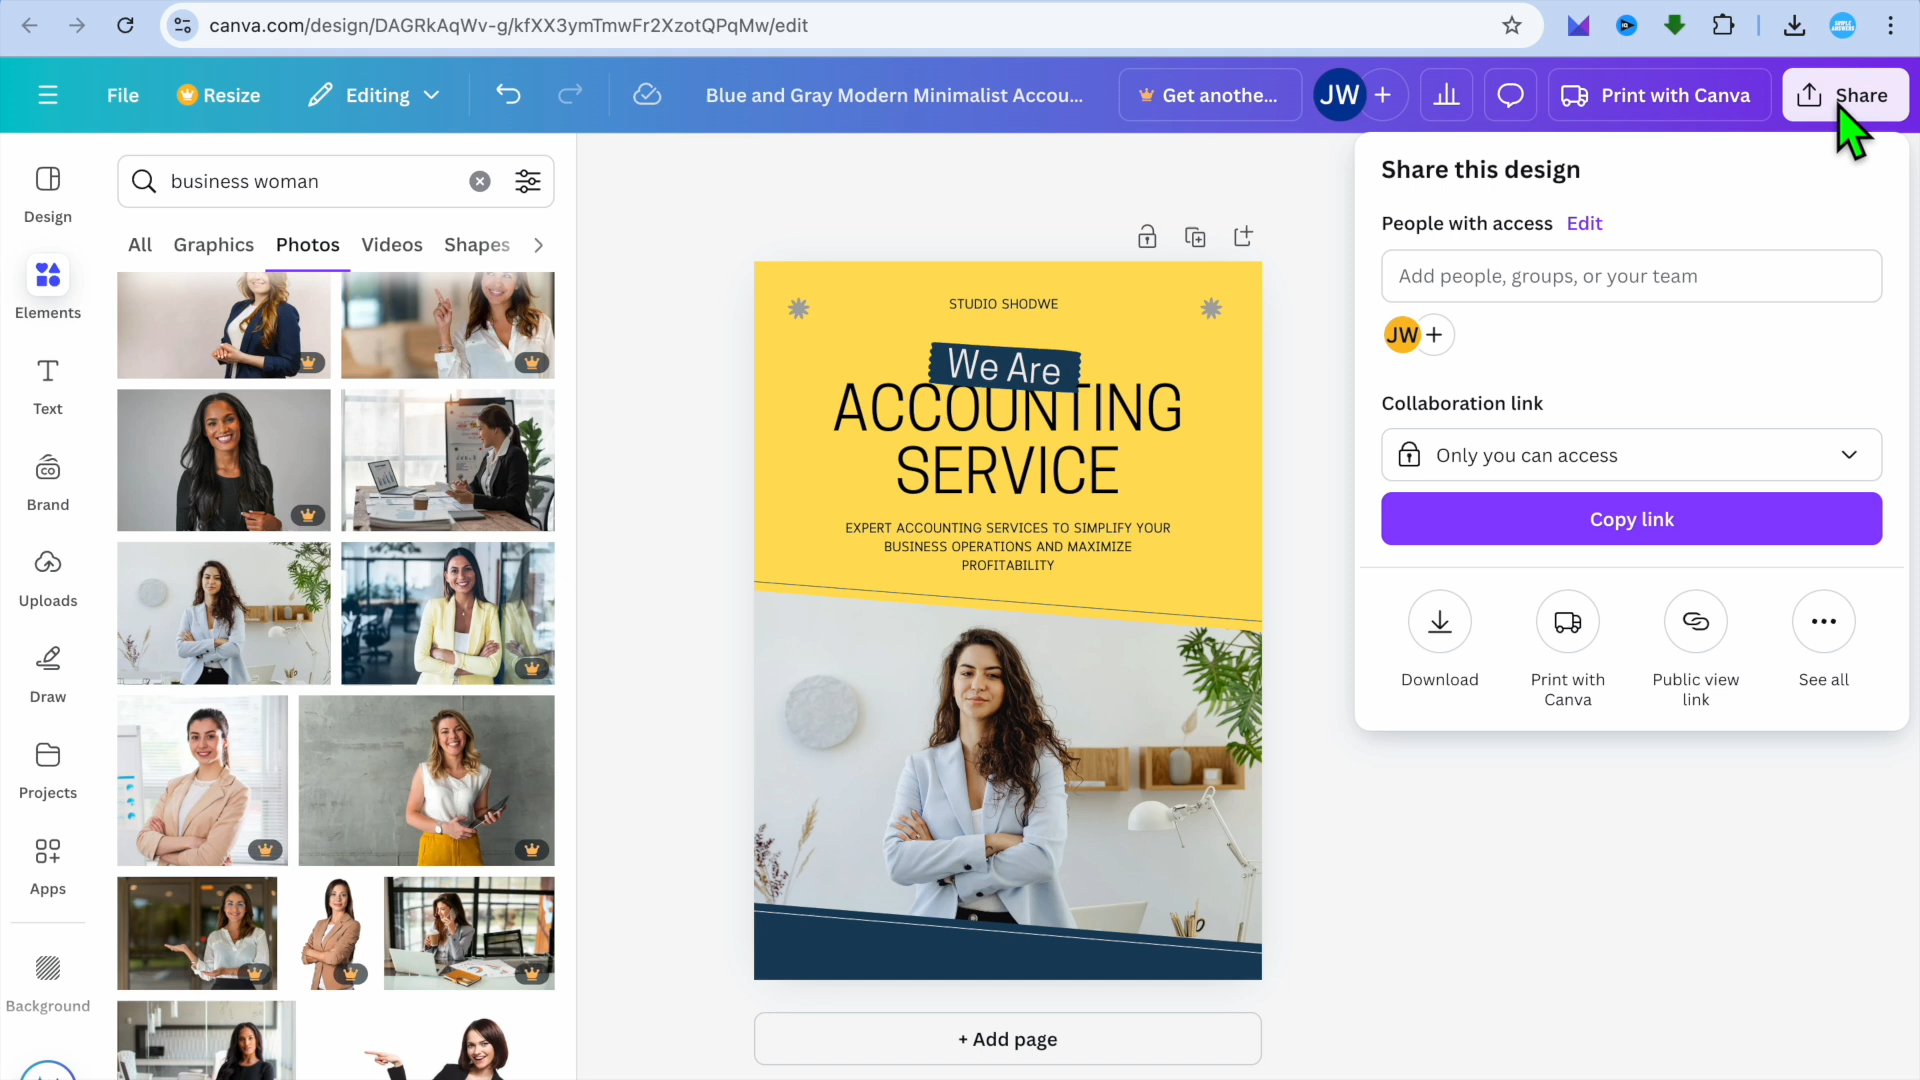 canva.com/design/DAGRkAqWv-g/kfXX3ymTmwFr2XzotQPqMw/edit
File
Resize
Editing
Blue and Gray Modern Minimalist Accou...
Get anothe...
JW
Print with Canva
Share
Design
Elements
Text
Brand
Uploads
Draw
Projects
Apps
Background
business woman
All
Graphics
Photos
Videos
Shapes
STUDIO SHODWE
We Are
ACCOUNTING
SERVICE
EXPERT ACCOUNTING SERVICES TO SIMPLIFY YOUR
BUSINESS OPERATIONS AND MAXIMIZE
PROFITABILITY
+ Add page
Share this design
People with access Edit
Add people, groups, or your team
JW
Collaboration link
Only you can access
Copy link
Download
Print with
Canva
Public view
link
See all